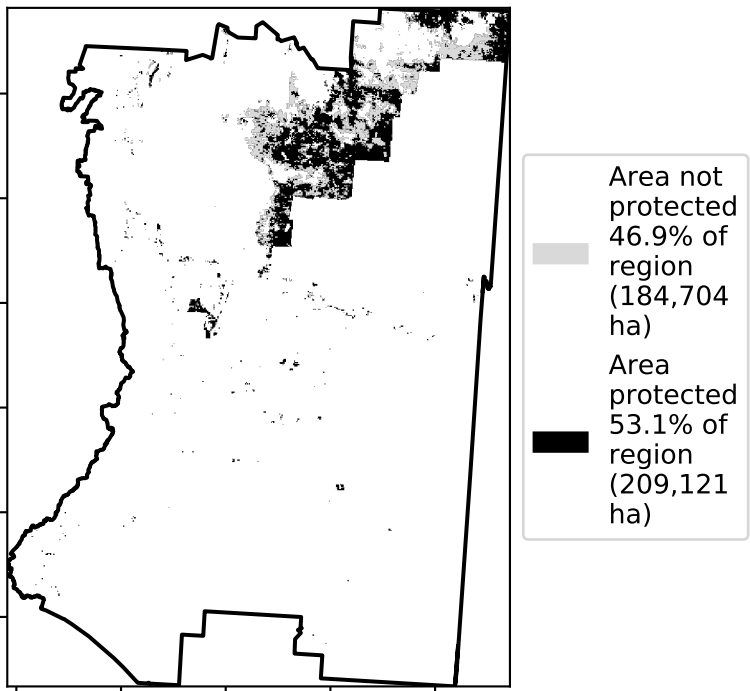 Area not
protected
46.9% of
region
(184,704
ha)
Area
protected
53.1% of
region
(209,121
ha)